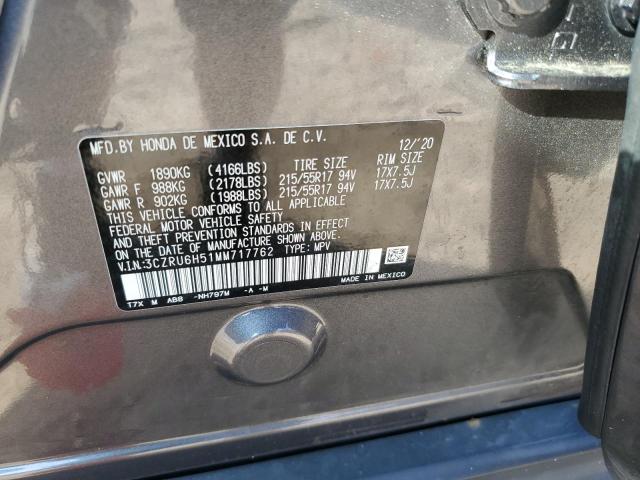 MFD.BY HONDA DE MEXICO S.A. DE C.V. 12/'20
GVWR 1890KG (4166LBS) TIRE SIZE RIM SIZE
GAWR F 988KG (2178LBS) 215/55R17 94V 17X7.5J
GAWR R 902KG (1988LBS) 215/55R17 94V 17X7.5J
THIS VEHICLE CONFORMS TO ALL APPLICABLE
FEDERAL MOTOR VEHICLE SAFETY
AND THEFT PREVENTION STANDARDS IN EFFECT
ON THE DATE OF MANUFACTURE SHOWN ABOVE.
V.I.N.:3CZRU6H51MM717762 TYPE: MPV
T7X M AB8 -NH797M -A -M MADE IN MEXICO